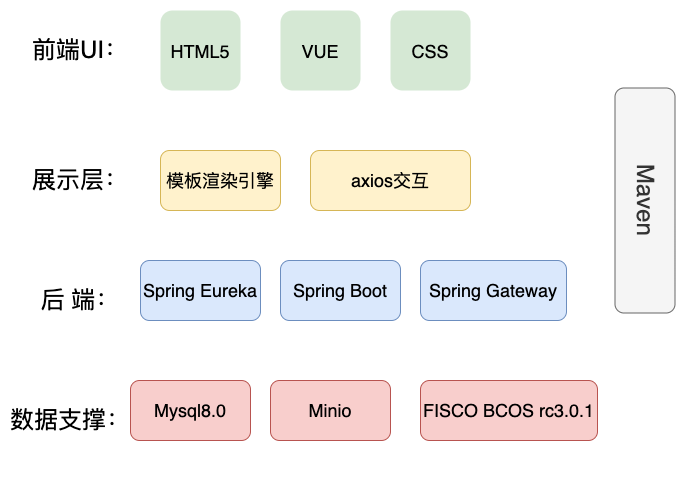 前端UI：
HTML5
VUE
CSS
展示层：
模板渲染引擎
axios交互
Maven
后 端：
Spring Eureka
Spring Boot
Spring Gateway
数据支撑：
Mysql8.0
Minio
FISCO BCOS rc3.0.1